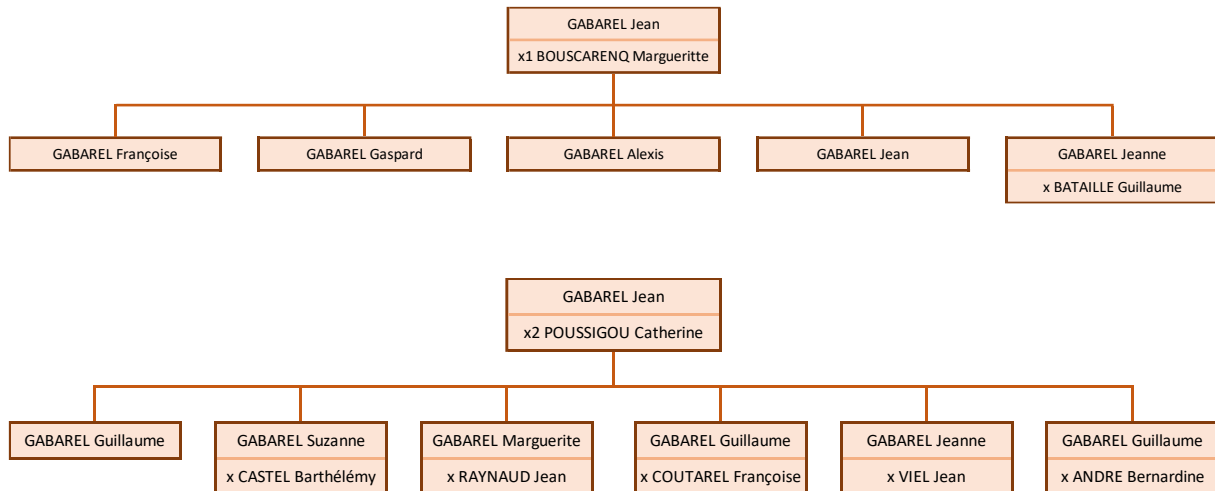 GABAREL Jean
x1 BOUSCARENQ Margueritte
GABAREL Françoise
GABAREL Gaspard
GABAREL Alexis
GABAREL Jean
GABAREL Jeanne
x BATAILLE Guillaume
GABAREL Jean
x2 POUSSIGOU Catherine
GABAREL Guillaume
GABAREL Suzanne
x CASTEL Barthélémy
GABAREL Marguerite
x RAYNAUD Jean
GABAREL Guillaume
x COUTAREL Françoise
GABAREL Jeanne
x VIEL Jean
GABAREL Guillaume
x ANDRE Bernardine